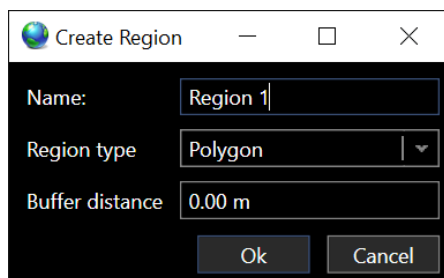 Create Region
Name: Region 1
Region type Polygon
Buffer distance 0.00 m
Ok Cancel